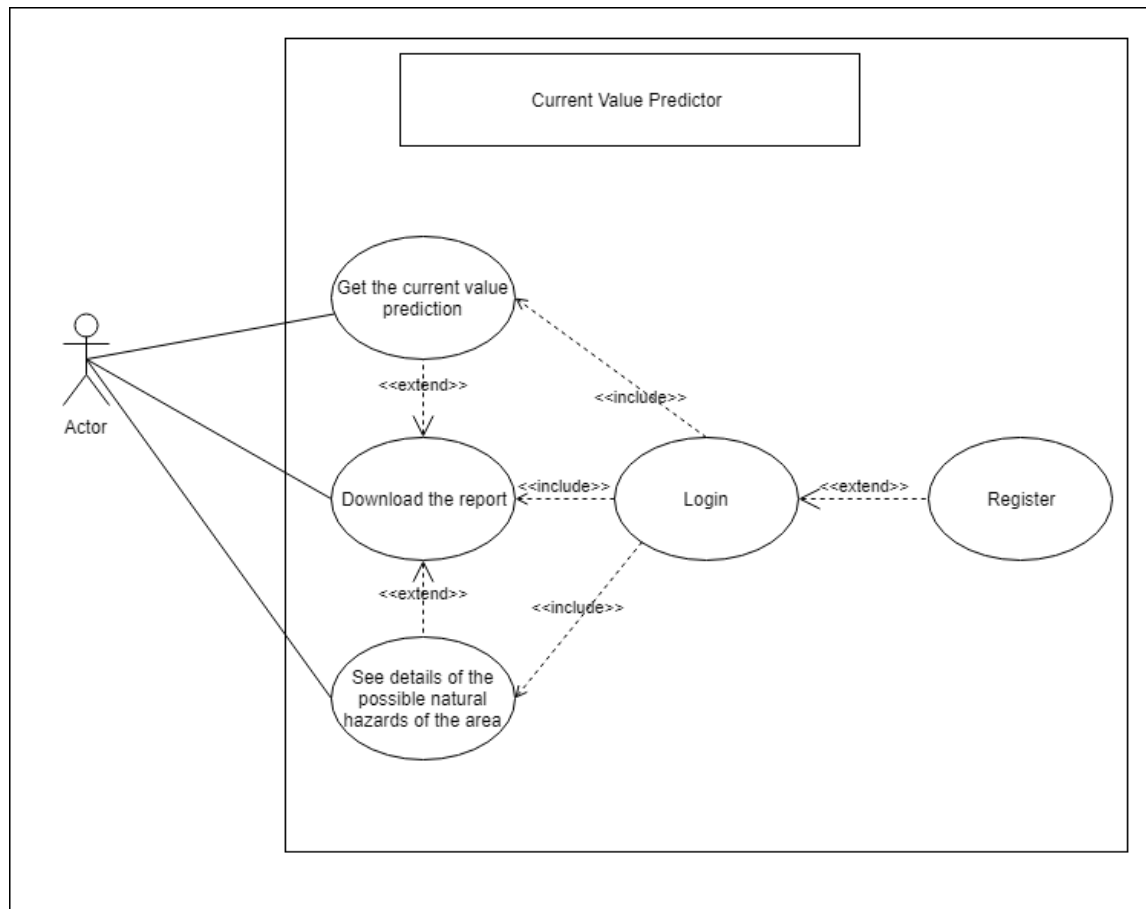 Current Value Predictor
Get the current value
prediction
Actor
<<extend>>
<<include>>
Download the report
<<include>>
Login
<<extend>>
Register
<<extend>>
<<include>>
See details of the
possible natural
hazards of the area